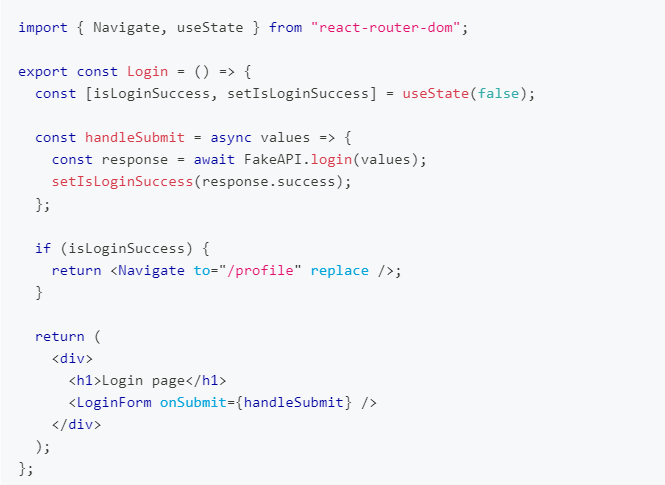 import { Navigate, useState } from "react-router-dom";
export const Login = () => {
const [isLoginSuccess, setIsLoginSuccess] = useState(false);
const handleSubmit = async values => {
const response = await FakeAPI.login(values);
setIsLoginSuccess(response.success);
};
if (isLoginSuccess) {
return <Navigate to="/profile" replace />;
}
return (
<div>
<h1>Login page</h1>
<LoginForm onSubmit={handleSubmit} />
</div>
);
};